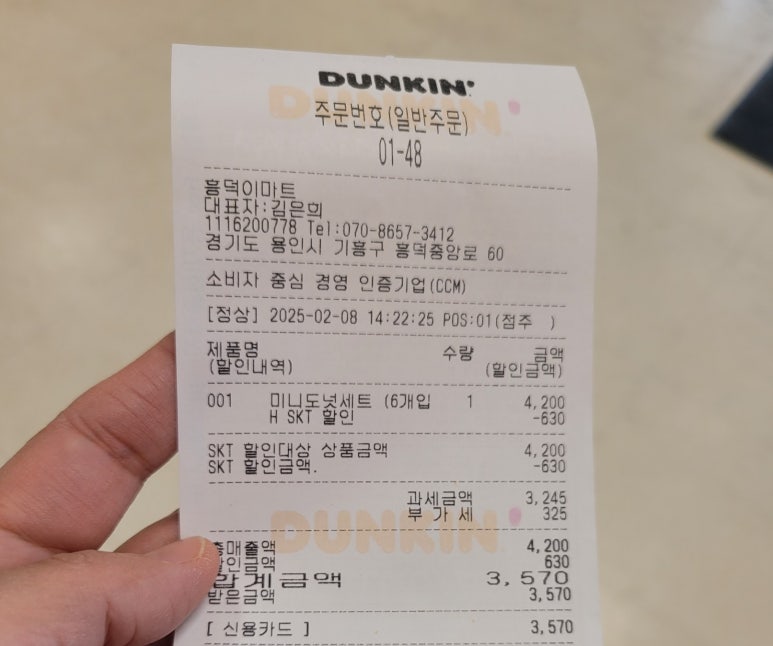 DUNKIN'
주문번호(일반주문)
01-48
흥덕이마트
대표자:김은희
1116200778 Tel:070-8657-3412
경기도 용인시 기흥구 흥덕중앙로 60
소비자 중심 경영 인증기업(CCM)
[정상] 2025-02-08 14:22:25 POS:01(점주 )
제품명 수량 금액
(할인내역) (할인금액)
001 미니도넛세트 (6개입 1 4,200
H SKT 할인 -630
SKT 할인대상 상품금액 4,200
SKT 할인금액. -630
과세금액 3,245
부 가 세 325
총매출액 4,200
할인금액 630
합계금액 3,570
받은금액 3,570
[ 신용카드 ] 3,570